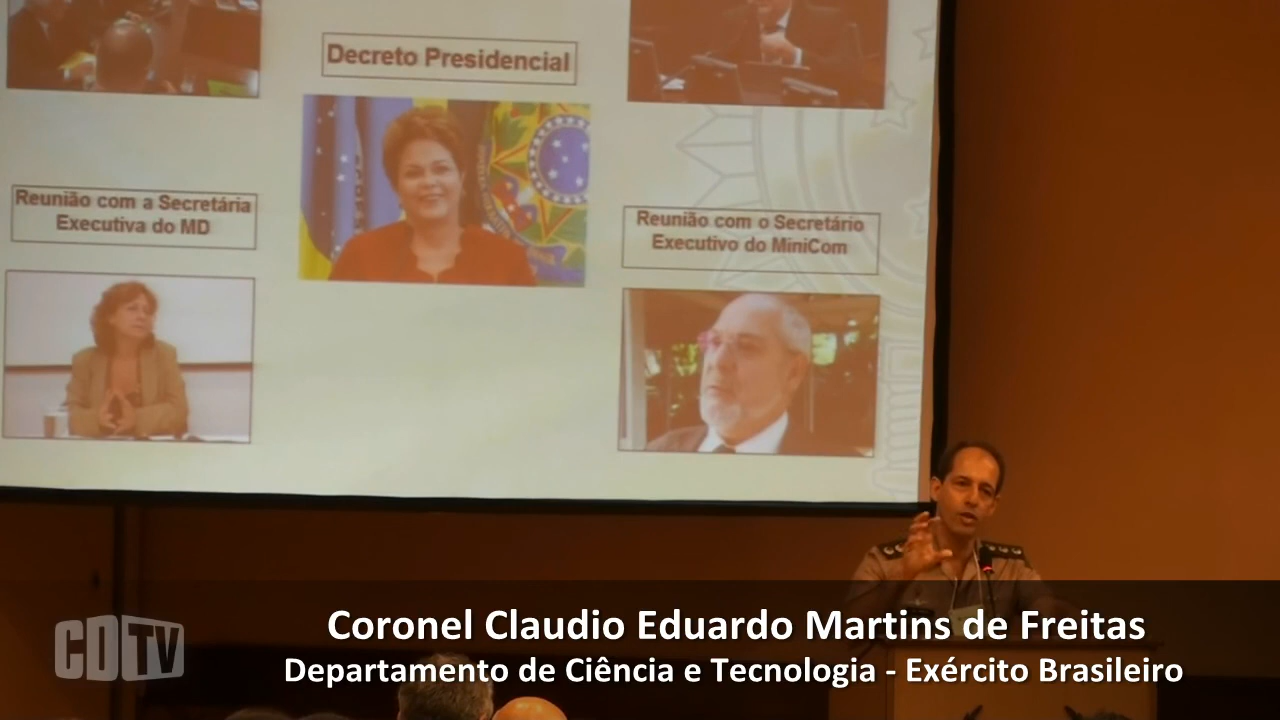 Decreto Presidencial
Reunião com a Secretária
Executiva do MD
Reunião com o Secretário
Executivo do MiniCom
CDTV
Coronel Claudio Eduardo Martins de Freitas
Departamento de Ciência e Tecnologia - Exército Brasileiro